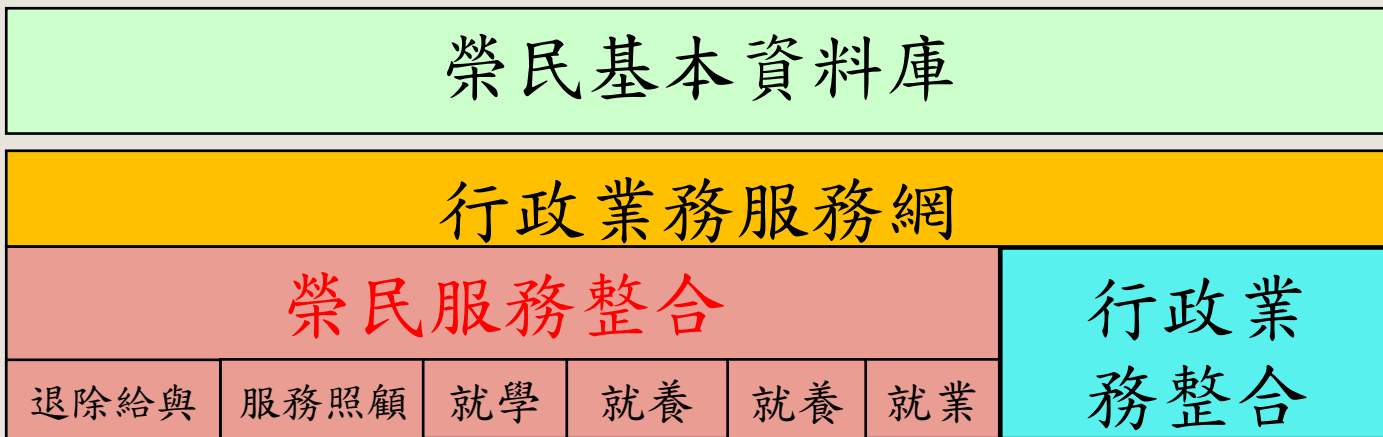 榮民基本資料庫
行政業務服務網
榮民服務整合
行政業
務整合
退除給與 服務照顧 就學 就養 就養 就業